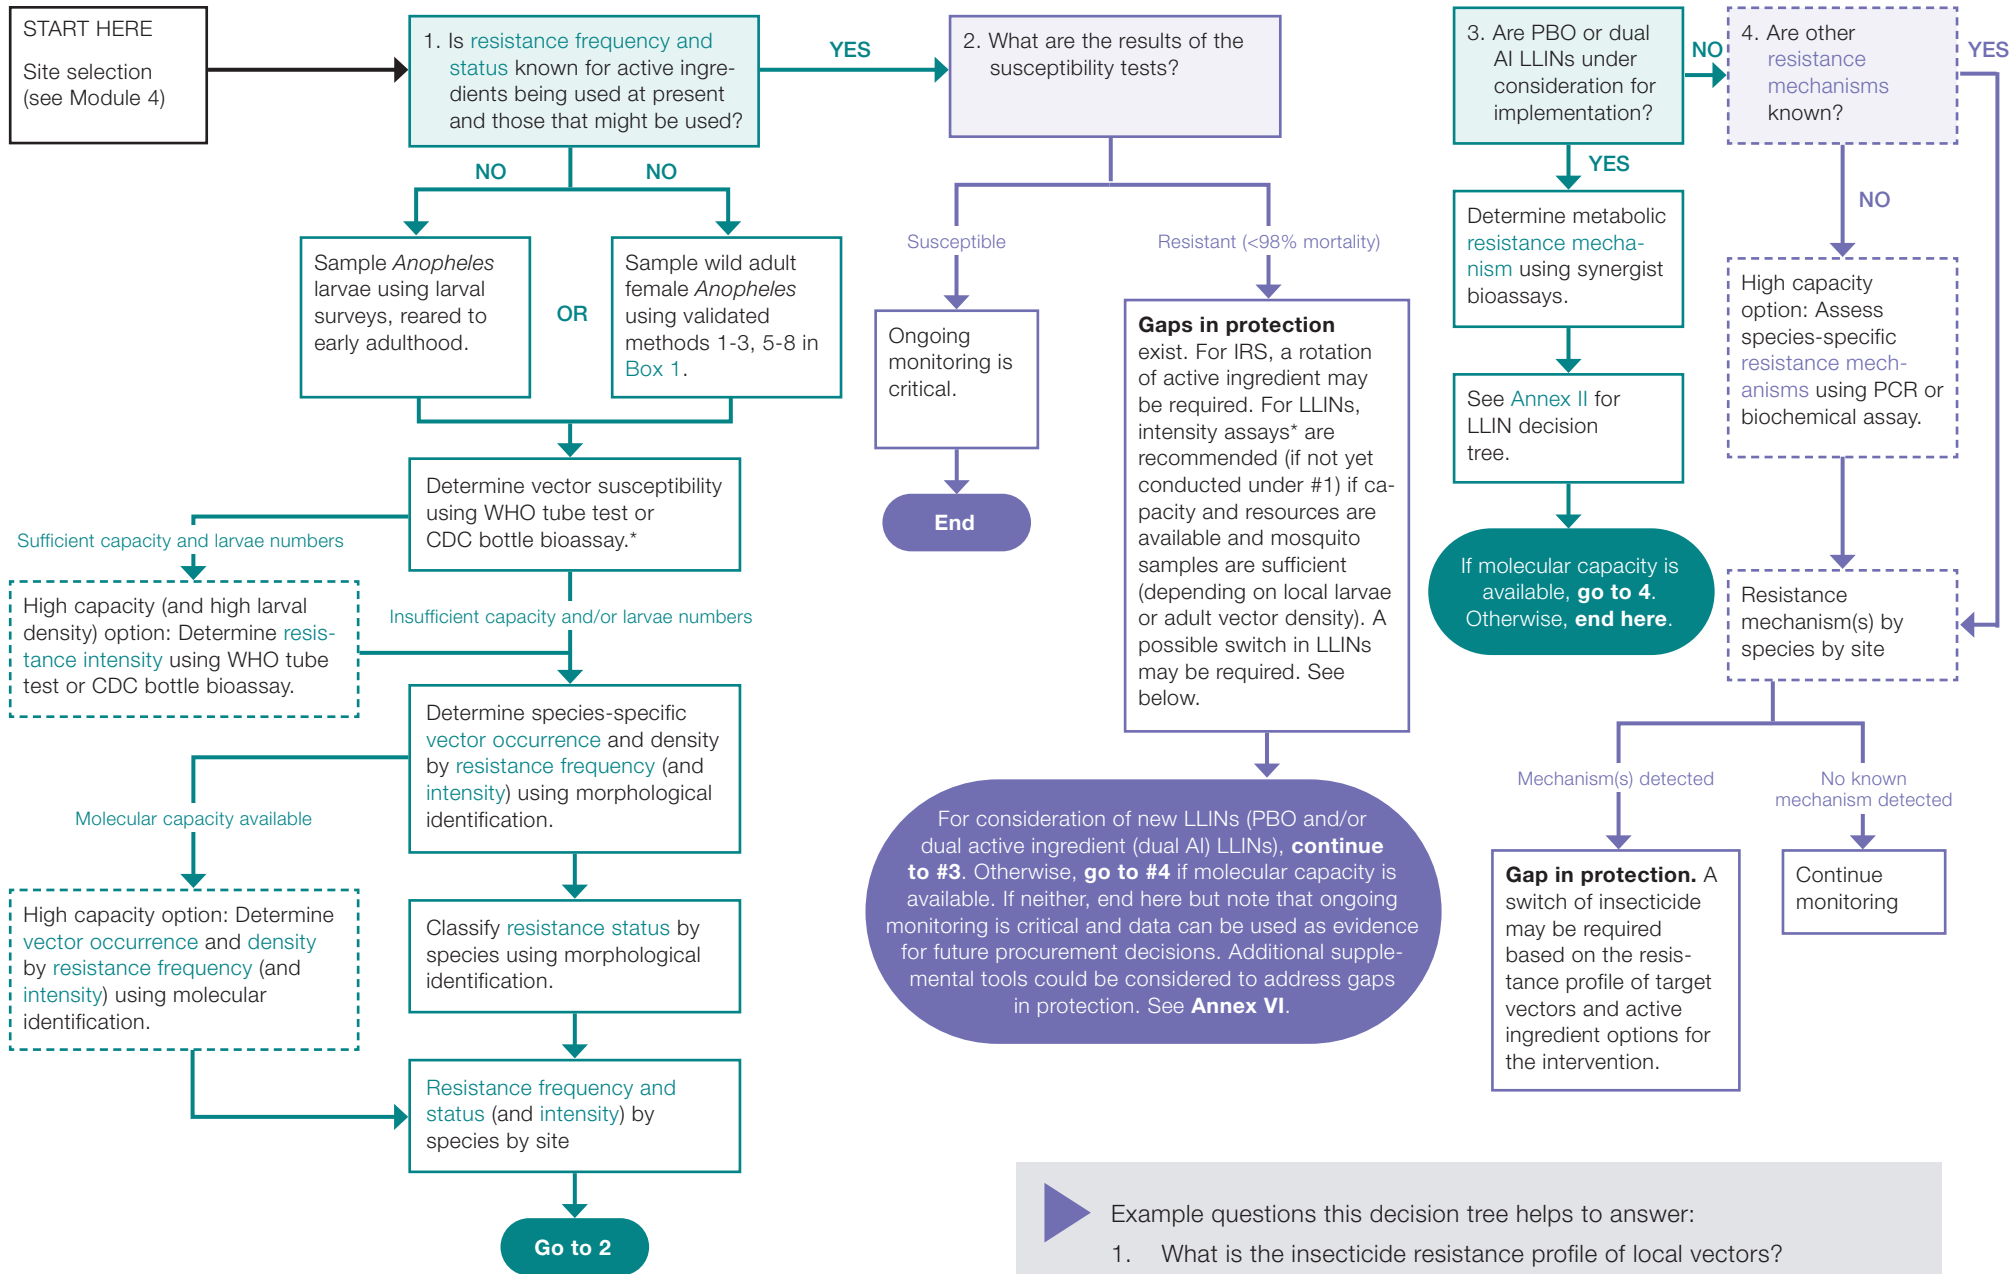 START HERE
Site selection
(see Module 4)
1. Is resistance frequency and
status known for active ingre-
dients being used at present
and those that might be used?
YES
NO
NO
Sample Anopheles
larvae using larval
surveys, reared to
early adulthood.
OR
Sample wild adult
female Anopheles
using validated
methods 1-3, 5-8 in
Box 1.
Determine vector susceptibility
using WHO tube test or
CDC bottle bioassay.*
Sufficient capacity and larvae numbers
Insufficient capacity and/or larvae numbers
High capacity (and high larval
density) option: Determine resis-
tance intensity using WHO tube
test or CDC bottle bioassay.
Determine species-specific
vector occurrence and density
by resistance frequency (and
intensity) using morphological
identification.
Molecular capacity available
High capacity option: Determine
vector occurrence and density
by resistance frequency (and
intensity) using molecular
identification.
Classify resistance status by
species using morphological
identification.
Resistance frequency and
status (and intensity) by
species by site
Go to 2
2. What are the results of the
susceptibility tests?
Susceptible
Resistant (<98% mortality)
Ongoing
monitoring is
critical.
End
Gaps in protection
exist. For IRS, a rotation
of active ingredient may
be required. For LLINs,
intensity assays* are
recommended (if not yet
conducted under #1) if ca-
pacity and resources are
available and mosquito
samples are sufficient
(depending on local larvae
or adult vector density). A
possible switch in LLINs
may be required. See
below.
For consideration of new LLINs (PBO and/or
dual active ingredient (dual AI) LLINs), continue
to #3. Otherwise, go to #4 if molecular capacity is
available. If neither, end here but note that ongoing
monitoring is critical and data can be used as evidence
for future procurement decisions. Additional supple-
mental tools could be considered to address gaps
in protection. See Annex VI.
3. Are PBO or dual
AI LLINs under
consideration for
implementation?
NO
YES
Determine metabolic
resistance mecha-
nism using synergist
bioassays.
See Annex II for
LLIN decision
tree.
If molecular capacity is
available, go to 4.
Otherwise, end here.
4. Are other
resistance
mechanisms
known?
YES
NO
High capacity
option: Assess
species-specific
resistance mech-
anisms using PCR or
biochemical assay.
Resistance
mechanism(s) by
species by site
Mechanism(s) detected
No known
mechanism detected
Gap in protection. A
switch of insecticide
may be required
based on the resis-
tance profile of target
vectors and active
ingredient options for
the intervention.
Continue
monitoring
Example questions this decision tree helps to answer:
1. What is the insecticide resistance profile of local vectors?